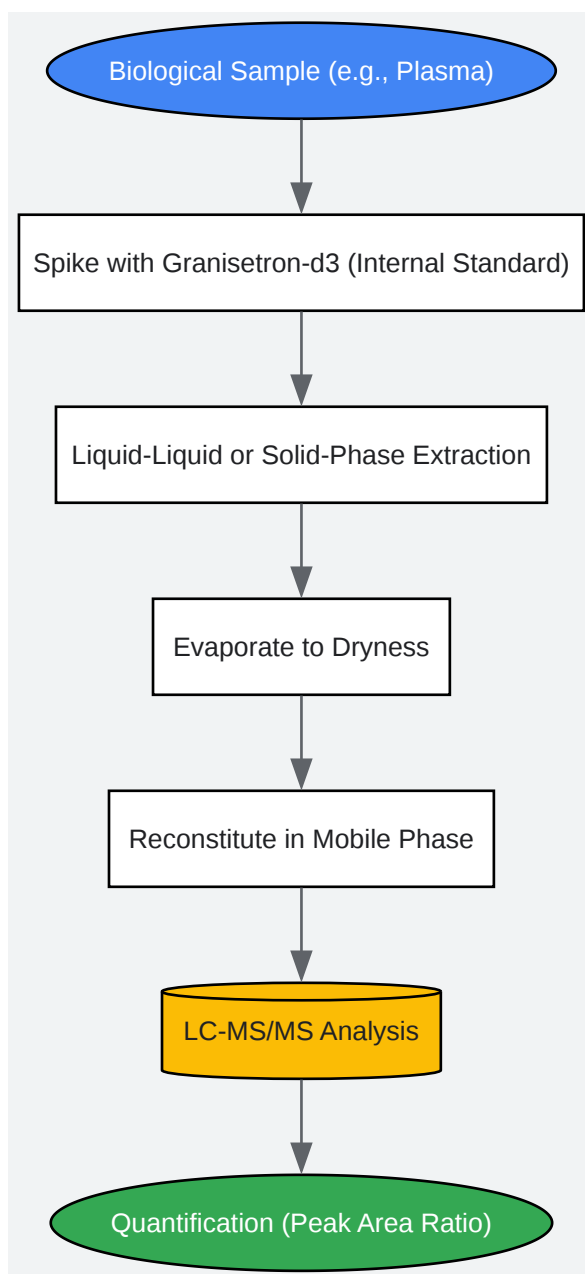 Biological Sample (e.g., Plasma)
Spike with Granisetron-d3 (Internal Standard)
Liquid-Liquid or Solid-Phase Extraction
Evaporate to Dryness
Reconstitute in Mobile Phase
LC-MS/MS Analysis
Quantification (Peak Area Ratio)